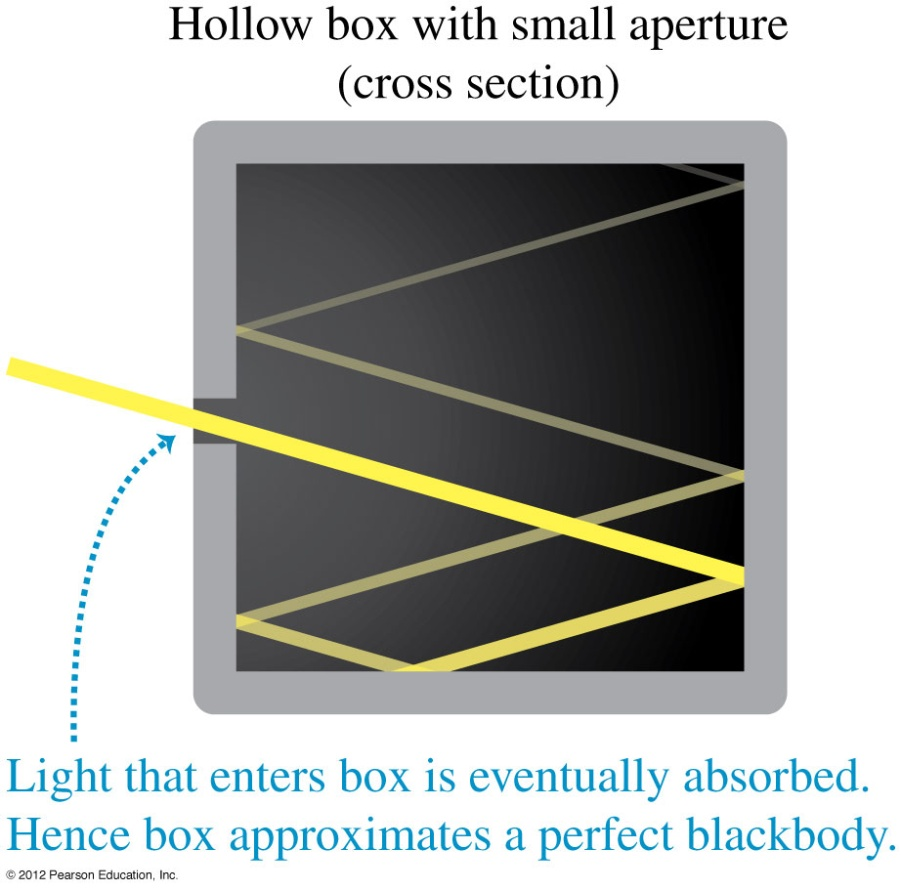 Hollow box with small aperture
(cross section)
Light that enters box is eventually absorbed.
Hence box approximates a perfect blackbody.
© 2012 Pearson Education, Inc.